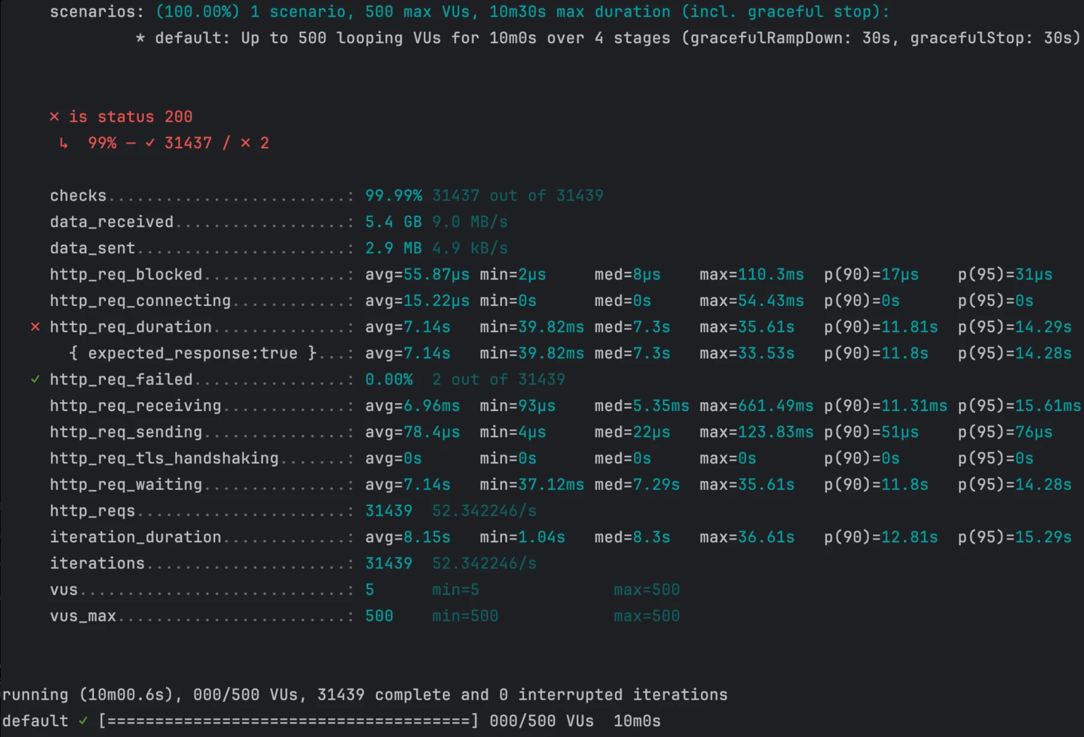 scenarios: (100.00%) 1 scenario, 500 max VUs, 10m30s max duration (incl. graceful stop):
* default: Up to 500 looping VUs for 10m0s over 4 stages (gracefulRampDown: 30s, gracefulStop: 30s)
✗ is status 200
↳ 99% — ✓ 31437 / ✗ 2
checks.........................: 99.99% 31437 out of 31439
data_received..................: 5.4 GB 9.0 MB/s
data_sent......................: 2.9 MB 4.9 kB/s
http_req_blocked...............: avg=55.87µs min=2µs med=8µs max=110.3ms p(90)=17µs p(95)=31µs
http_req_connecting............: avg=15.22µs min=0s med=0s max=54.43ms p(90)=0s p(95)=0s
✗ http_req_duration..............: avg=7.14s min=39.82ms med=7.3s max=35.61s p(90)=11.81s p(95)=14.29s
{ expected_response:true }...: avg=7.14s min=39.82ms med=7.3s max=33.53s p(90)=11.8s p(95)=14.28s
✓ http_req_failed................: 0.00% 2 out of 31439
http_req_receiving.............: avg=6.96ms min=93µs med=5.35ms max=661.49ms p(90)=11.31ms p(95)=15.61ms
http_req_sending...............: avg=78.4µs min=4µs med=22µs max=123.83ms p(90)=51µs p(95)=76µs
http_req_tls_handshaking.......: avg=0s min=0s med=0s max=0s p(90)=0s p(95)=0s
http_req_waiting...............: avg=7.14s min=37.12ms med=7.29s max=35.61s p(90)=11.8s p(95)=14.28s
http_reqs......................: 31439 52.342246/s
iteration_duration.............: avg=8.15s min=1.04s med=8.3s max=36.61s p(90)=12.81s p(95)=15.29s
iterations.....................: 31439 52.342246/s
vus............................: 5 min=5 max=500
vus_max........................: 500 min=500 max=500
running (10m00.6s), 000/500 VUs, 31439 complete and 0 interrupted iterations
default ✓ [======================================] 000/500 VUs 10m0s